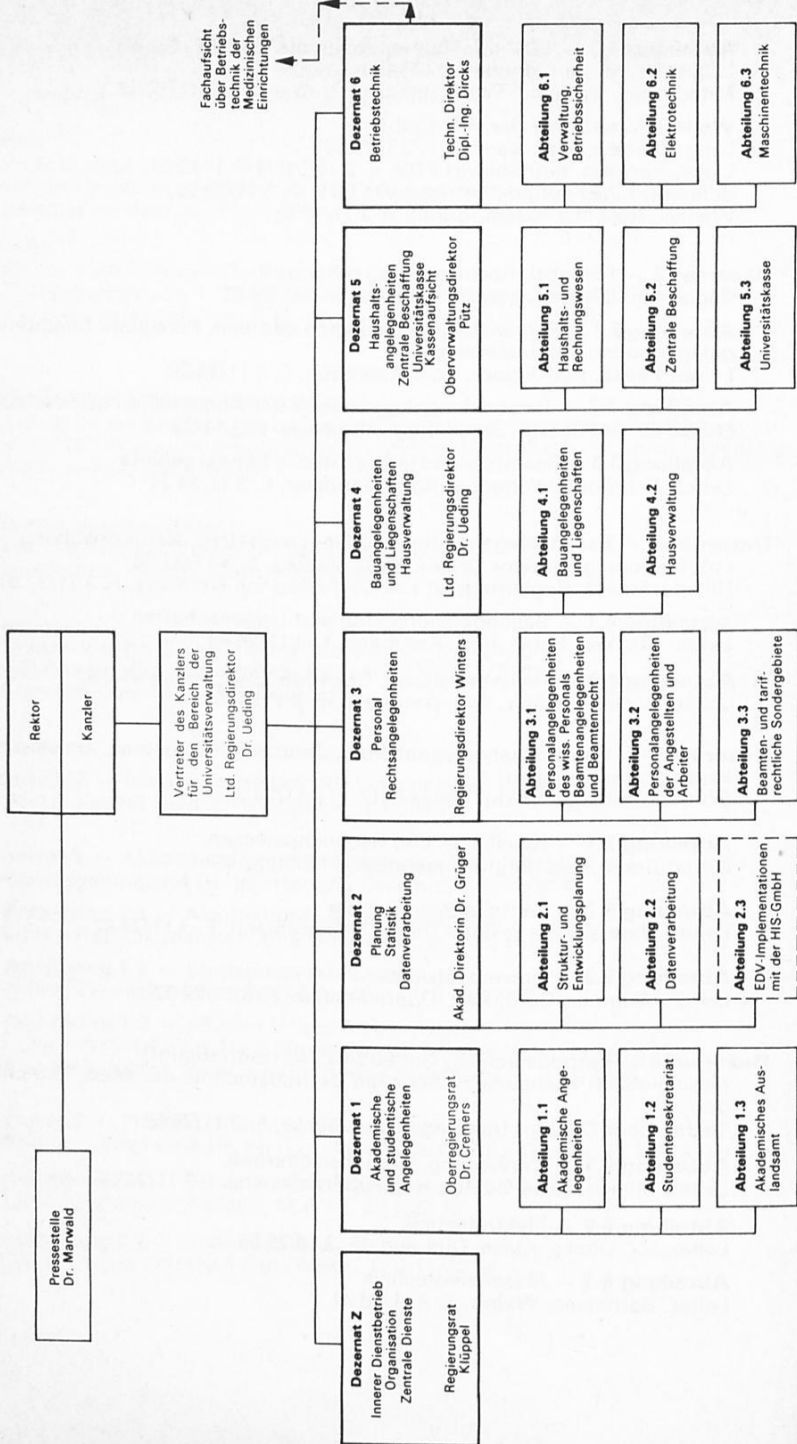 Pressestelle
Dr. Marwald
Rektor
Kanzler
Vertreter des Kanzlers
für den Bereich der
Universitätsverwaltung
Ltd. Regierungsdirektor
Dr. Ueding
Fachaufsicht
über Betriebs-
technik der
Medizinischen
Einrichtungen
Dezernat Z
Innerer Dienstbetrieb
Organisation
Zentrale Dienste
Regierungsrat
Klüppel
Dezernat 1
Akademische
und studentische
Angelegenheiten
Oberregierungsrat
Dr. Cremers
Abteilung 1.1
Akademische Ange-
legenheiten
Abteilung 1.2
Studentensekretariat
Abteilung 1.3
Akademisches Aus-
landsamt
Dezernat 2
Planung
Statistik
Datenverarbeitung
Akad. Direktorin Dr. Grüger
Abteilung 2.1
Struktur- und
Entwicklungsplanung
Abteilung 2.2
Datenverarbeitung
Abteilung 2.3
EDV-Implementationen
mit der HIS-GmbH
Dezernat 3
Personal
Rechtsangelegenheiten
Regierungsdirektor Winters
Abteilung 3.1
Personalangelegenheiten
des wiss. Personals
Beamtenangelegenheiten
und Beamtenrecht
Abteilung 3.2
Personalangelegenheiten
der Angestellten und
Arbeiter
Abteilung 3.3
Beamten- und tarif-
rechtliche Sondergebiete
Dezernat 4
Bauangelegenheiten
und Liegenschaften
Hausverwaltung
Ltd. Regierungsdirektor
Dr. Ueding
Abteilung 4.1
Bauangelegenheiten
und Liegenschaften
Abteilung 4.2
Hausverwaltung
Dezernat 5
Haushalts-
angelegenheiten
Zentrale Beschaffung
Universitätskasse
Kassenaufsicht
Oberverwaltungsdirektor
Pütz
Abteilung 5.1
Haushalts- und
Rechnungswesen
Abteilung 5.2
Zentrale Beschaffung
Abteilung 5.3
Universitätskasse
Dezernat 6
Betriebstechnik
Techn. Direktor
Dipl.-Ing. Dircks
Abteilung 6.1
Verwaltung,
Betriebssicherheit
Abteilung 6.2
Elektrotechnik
Abteilung 6.3
Maschinentechnik